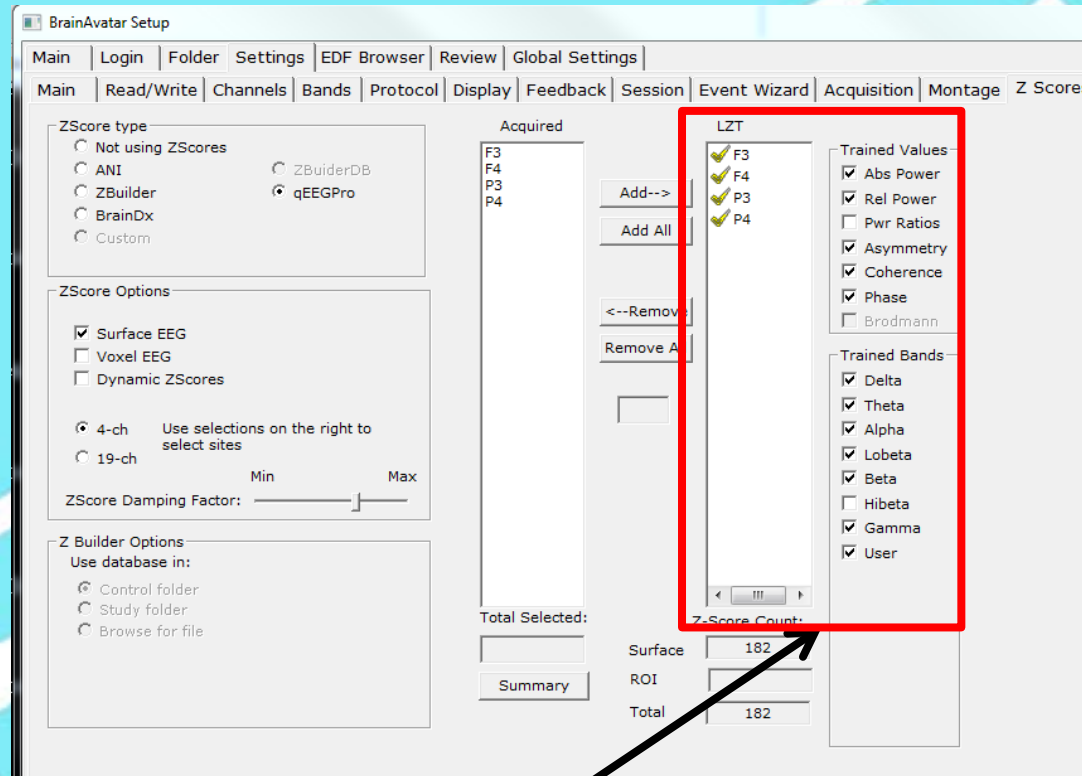 BrainAvatar Setup
Main Login Folder Settings EDF Browser Review Global Settings
Main Read/Write Channels Bands Protocol Display Feedback Session Event Wizard Acquisition Montage Z Score
ZScore type
Not using ZScores
ANI ZBuiderDB
ZBuilder qEEGPro
BrainDx
Custom
ZScore Options
Surface EEG
Voxel EEG
Dynamic ZScores
4-ch Use selections on the right to
19-ch select sites
Min Max
ZScore Damping Factor:
Z Builder Options
Use database in:
Control folder
Study folder
Browse for file
Acquired
F3
F4
P3
P4
Total Selected:
Summary
Add-->
Add All
<--Remove
Remove A
LZT
F3
F4
P3
P4
Z-Score Count:
Surface 182
ROI
Total 182
Trained Values
Abs Power
Rel Power
Pwr Ratios
Asymmetry
Coherence
Phase
Brodmann
Trained Bands
Delta
Theta
Alpha
Lobeta
Beta
Hibeta
Gamma
User